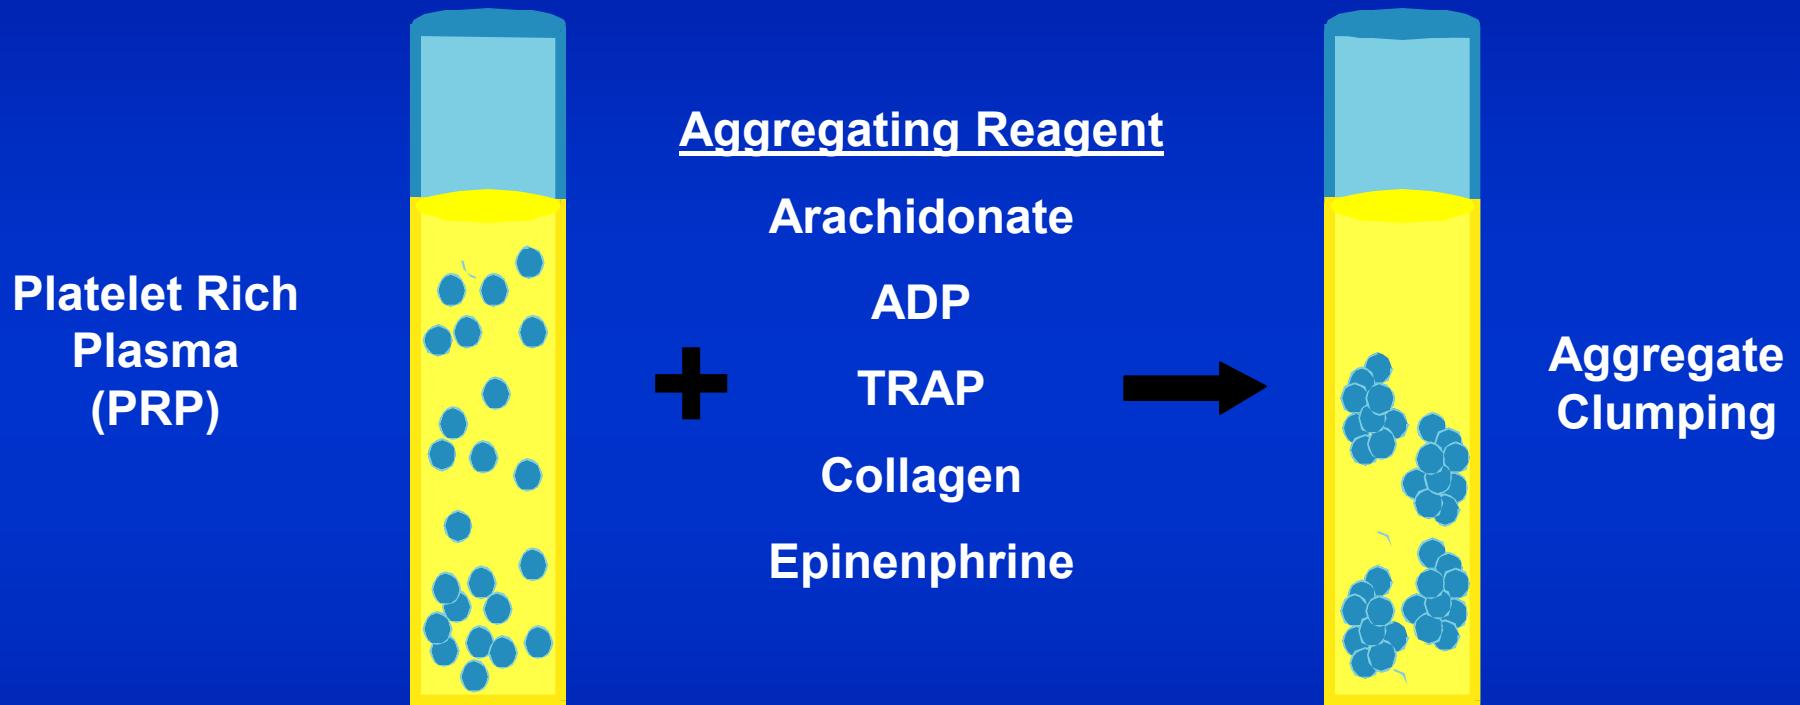 Platelet Rich
Plasma
(PRP)
Aggregating Reagent
Arachidonate
ADP
TRAP
Collagen
Epinenphrine
Aggregate
Clumping